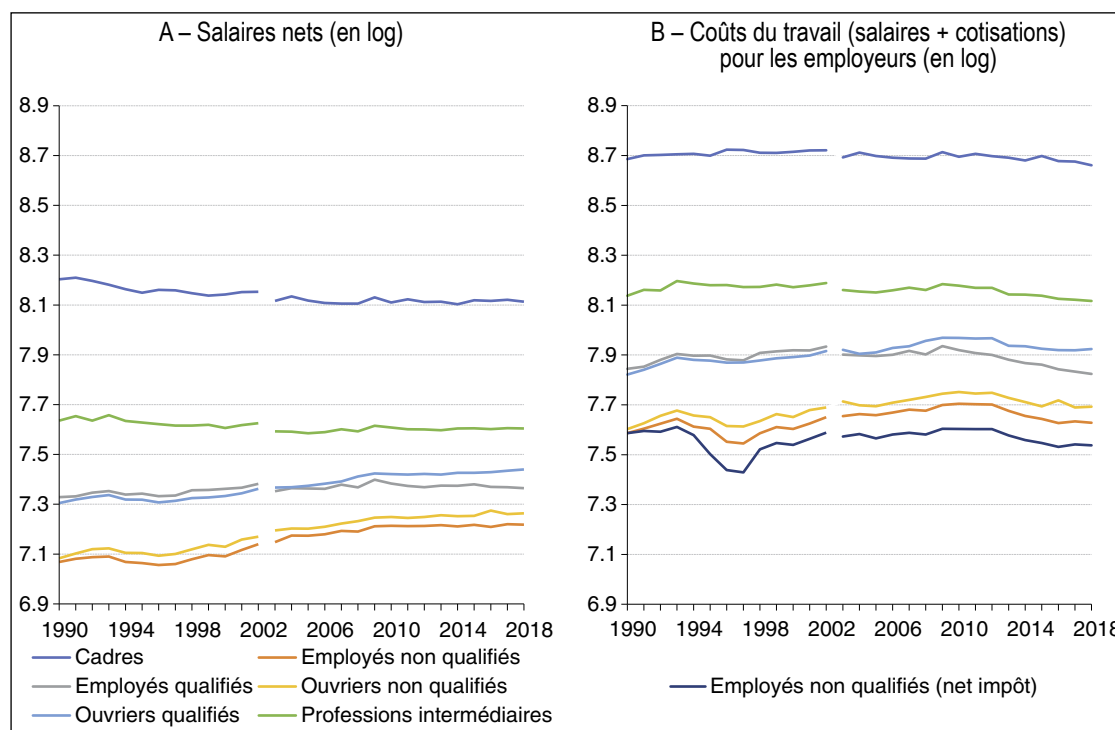 A – Salaires nets (en log)
8.9
8.7
8.5
8.3
8.1
7.9
7.7
7.5
7.3
7.1
6.9
1990 1994 1998 2002 2006 2010 2014 2018
B – Coûts du travail (salaires + cotisations)
pour les employeurs (en log)
8.9
8.7
8.5
8.3
8.1
7.9
7.7
7.5
7.3
7.1
6.9
1990 1994 1998 2002 2006 2010 2014 2018
Cadres
Employés non qualifiés
Employés qualifiés
Ouvriers non qualifiés
Ouvriers qualifiés
Professions intermédiaires
Employés non qualifiés (net impôt)